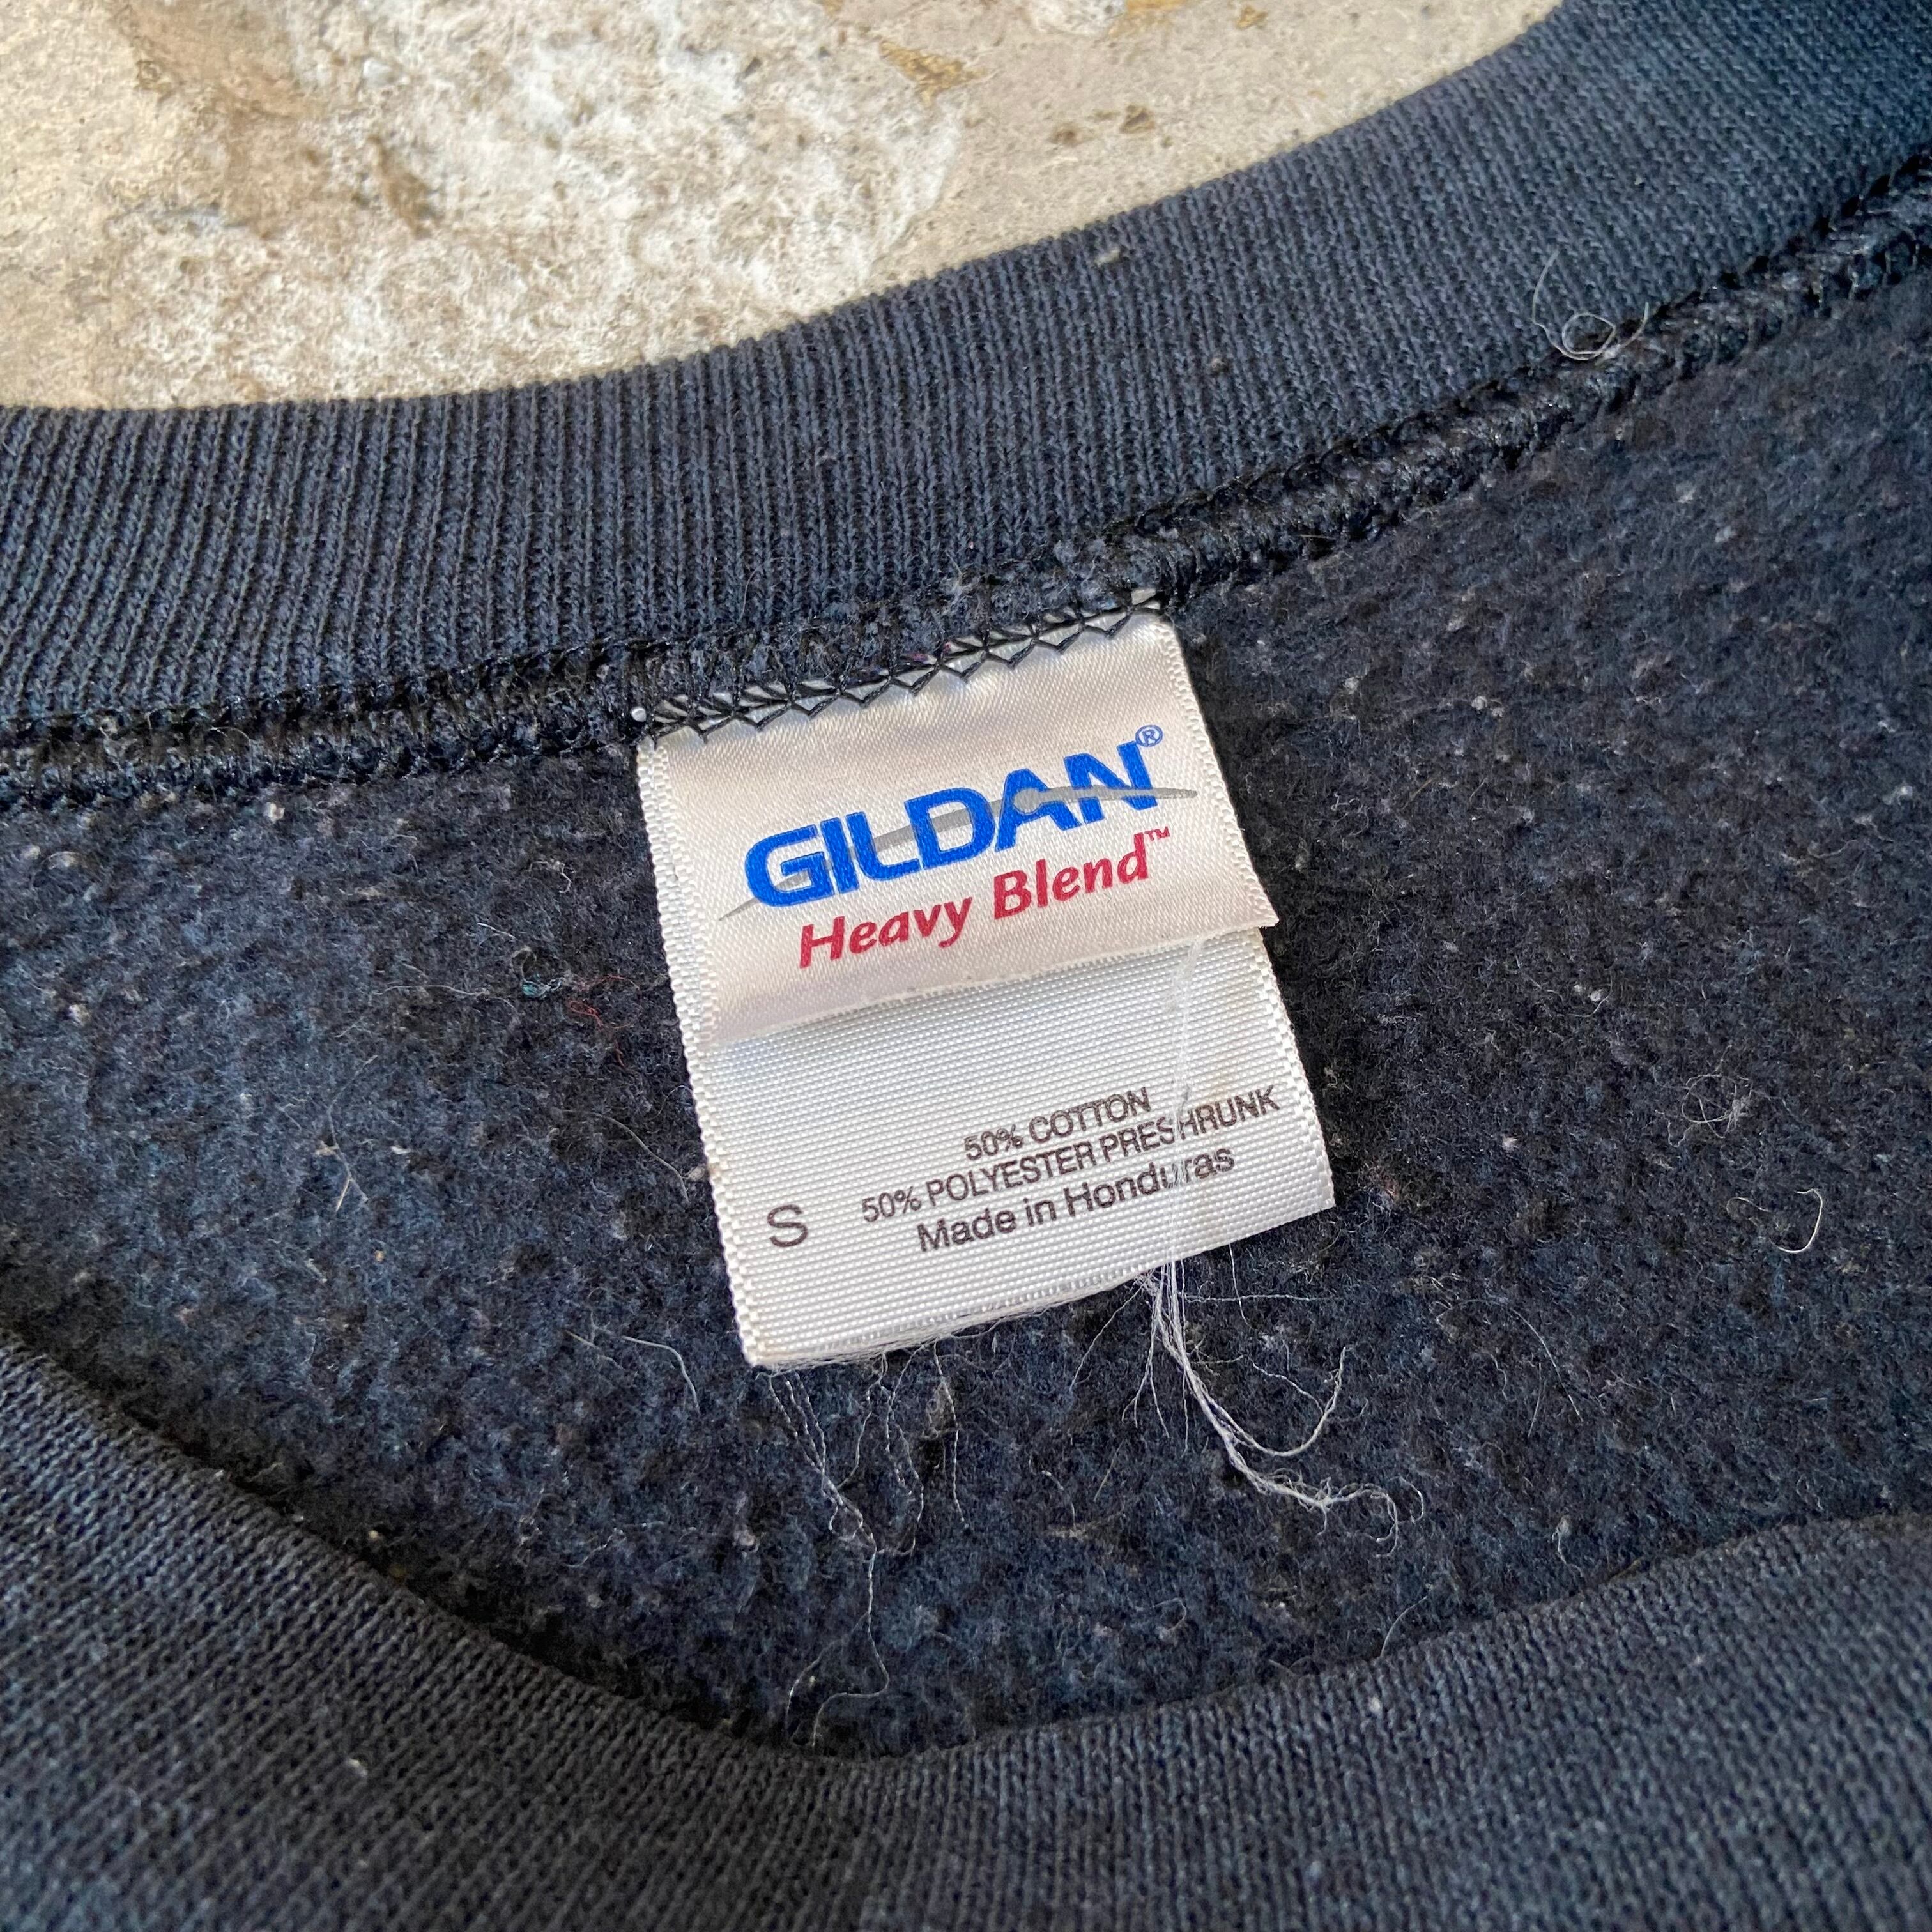 GILDAN®
Heavy Blend™
50% COTTON
50% POLYESTER PRESHRUNK
S Made in Honduras